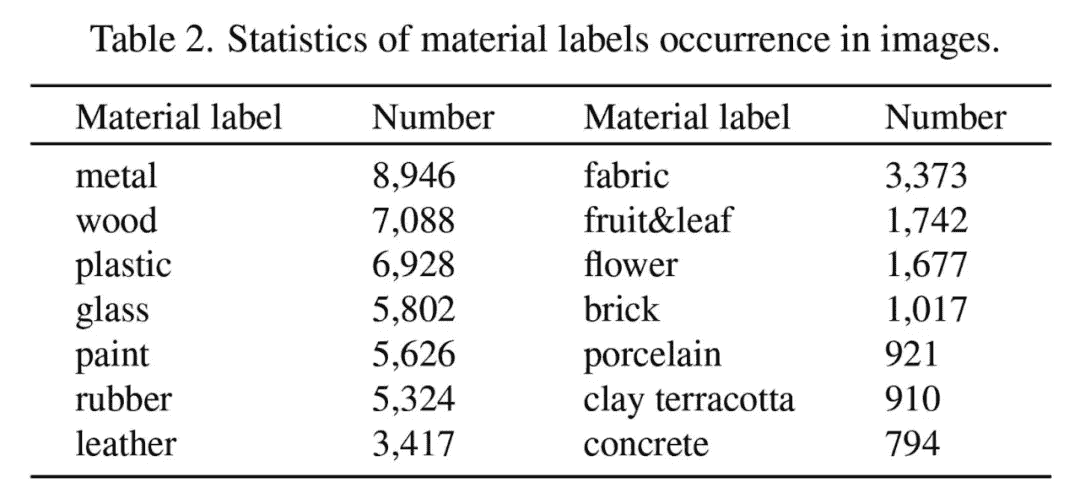 Table 2. Statistics of material labels occurrence in images.
Material label Number Material label Number
metal 8,946 fabric 3,373
wood 7,088 fruit&leaf 1,742
plastic 6,928 flower 1,677
glass 5,802 brick 1,017
paint 5,626 porcelain 921
rubber 5,324 clay terracotta 910
leather 3,417 concrete 794